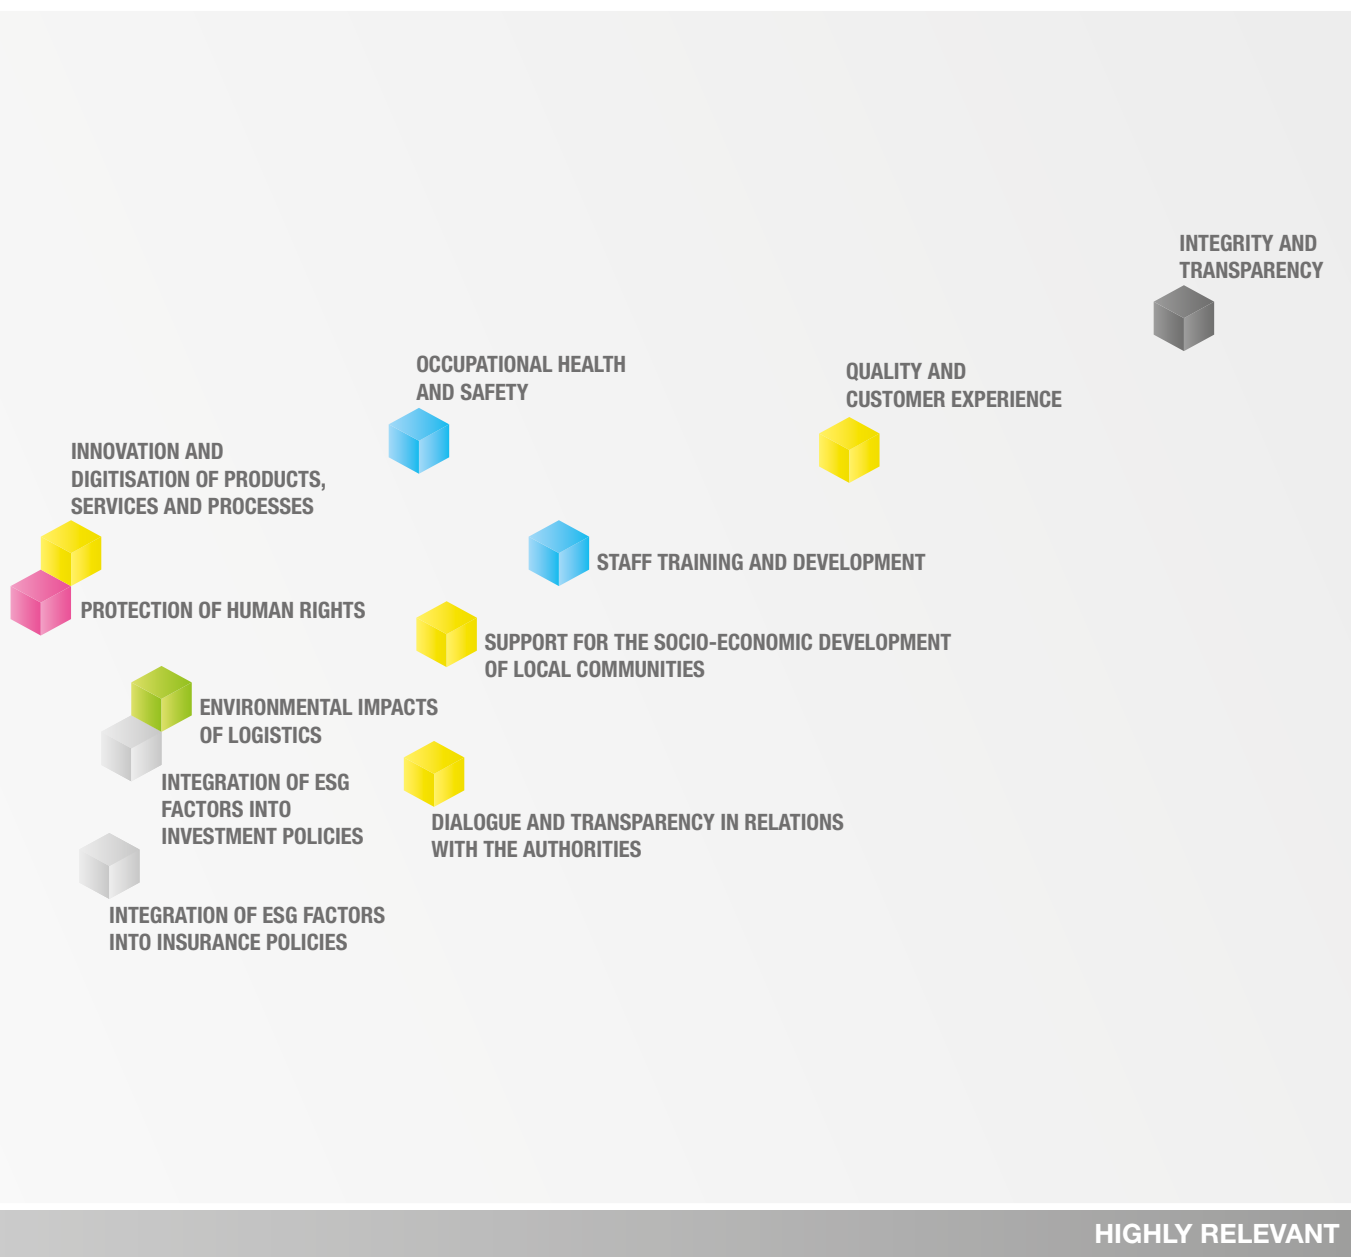 INTEGRITY AND
TRANSPARENCY
OCCUPATIONAL HEALTH
AND SAFETY
QUALITY AND
CUSTOMER EXPERIENCE
INNOVATION AND
DIGITISATION OF PRODUCTS,
SERVICES AND PROCESSES
STAFF TRAINING AND DEVELOPMENT
PROTECTION OF HUMAN RIGHTS
SUPPORT FOR THE SOCIO-ECONOMIC DEVELOPMENT
OF LOCAL COMMUNITIES
ENVIRONMENTAL IMPACTS
OF LOGISTICS
INTEGRATION OF ESG
FACTORS INTO
INVESTMENT POLICIES
DIALOGUE AND TRANSPARENCY IN RELATIONS
WITH THE AUTHORITIES
INTEGRATION OF ESG FACTORS
INTO INSURANCE POLICIES
HIGHLY RELEVANT